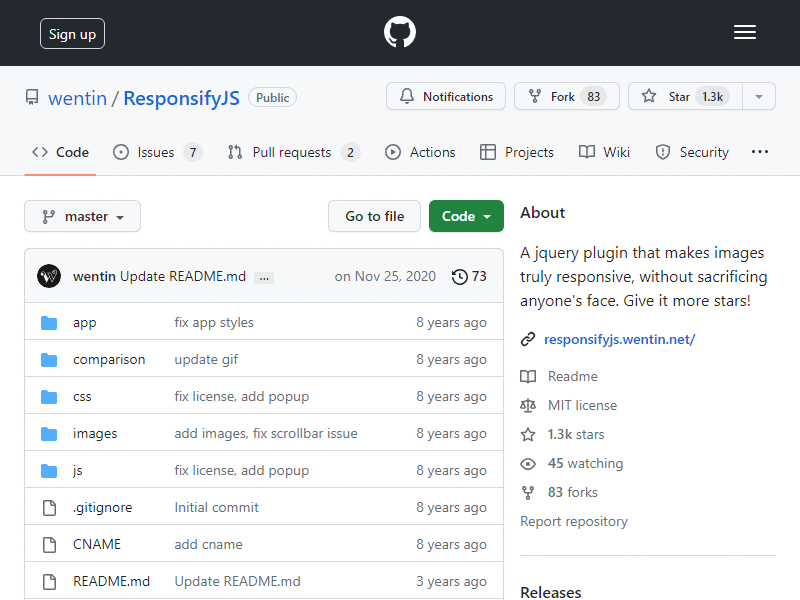 Sign up
wentin / ResponsifyJS Public
Notifications
Fork 83
Star 1.3k
Code
Issues 7
Pull requests 2
Actions
Projects
Wiki
Security
master
Go to file
Code
wentin Update README.md ... on Nov 25, 2020 73
app fix app styles 8 years ago
comparison update gif 8 years ago
css fix license, add popup 8 years ago
images add images, fix scrollbar issue 8 years ago
js fix license, add popup 8 years ago
.gitignore Initial commit 8 years ago
CNAME add cname 8 years ago
README.md Update README.md 3 years ago
About
A jquery plugin that makes images
truly responsive, without sacrificing
anyone's face. Give it more stars!
responsifyjs.wentin.net/
Readme
MIT license
1.3k stars
45 watching
83 forks
Report repository
Releases